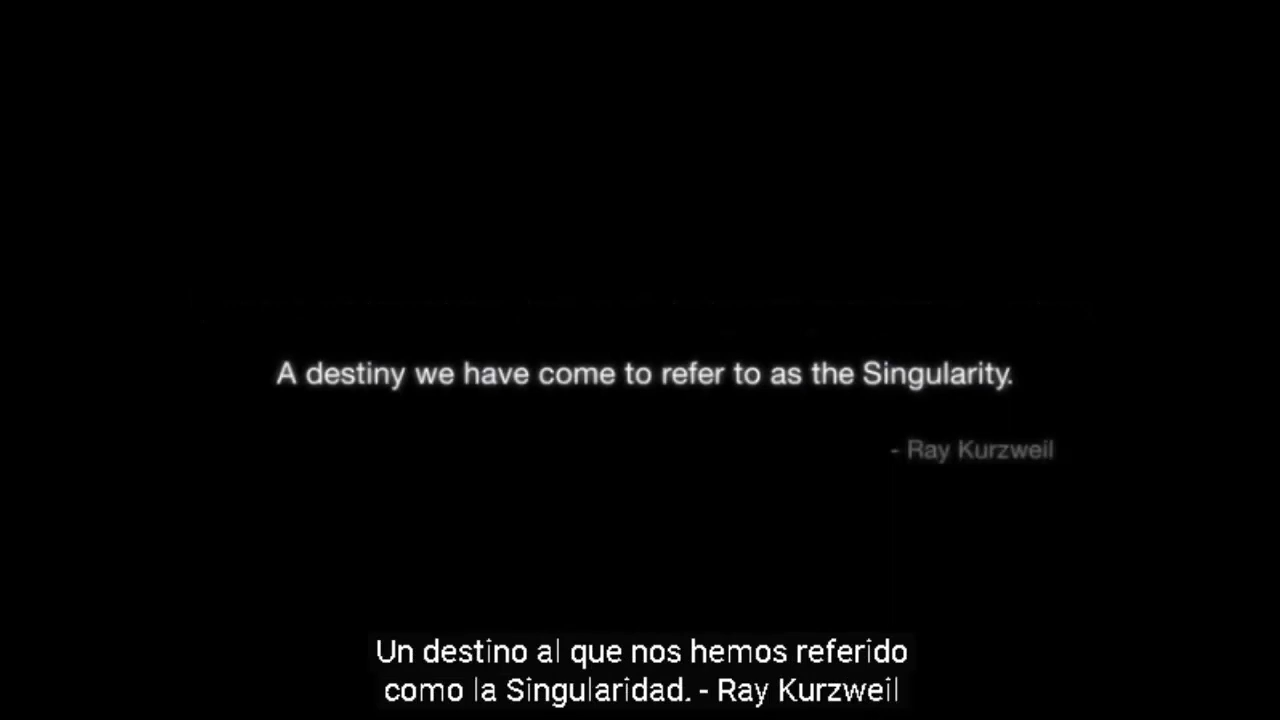 A destiny we have come to refer to as the Singularity.
- Ray Kurzweil
Un destino al que nos hemos referido
como la Singularidad. - Ray Kurzweil